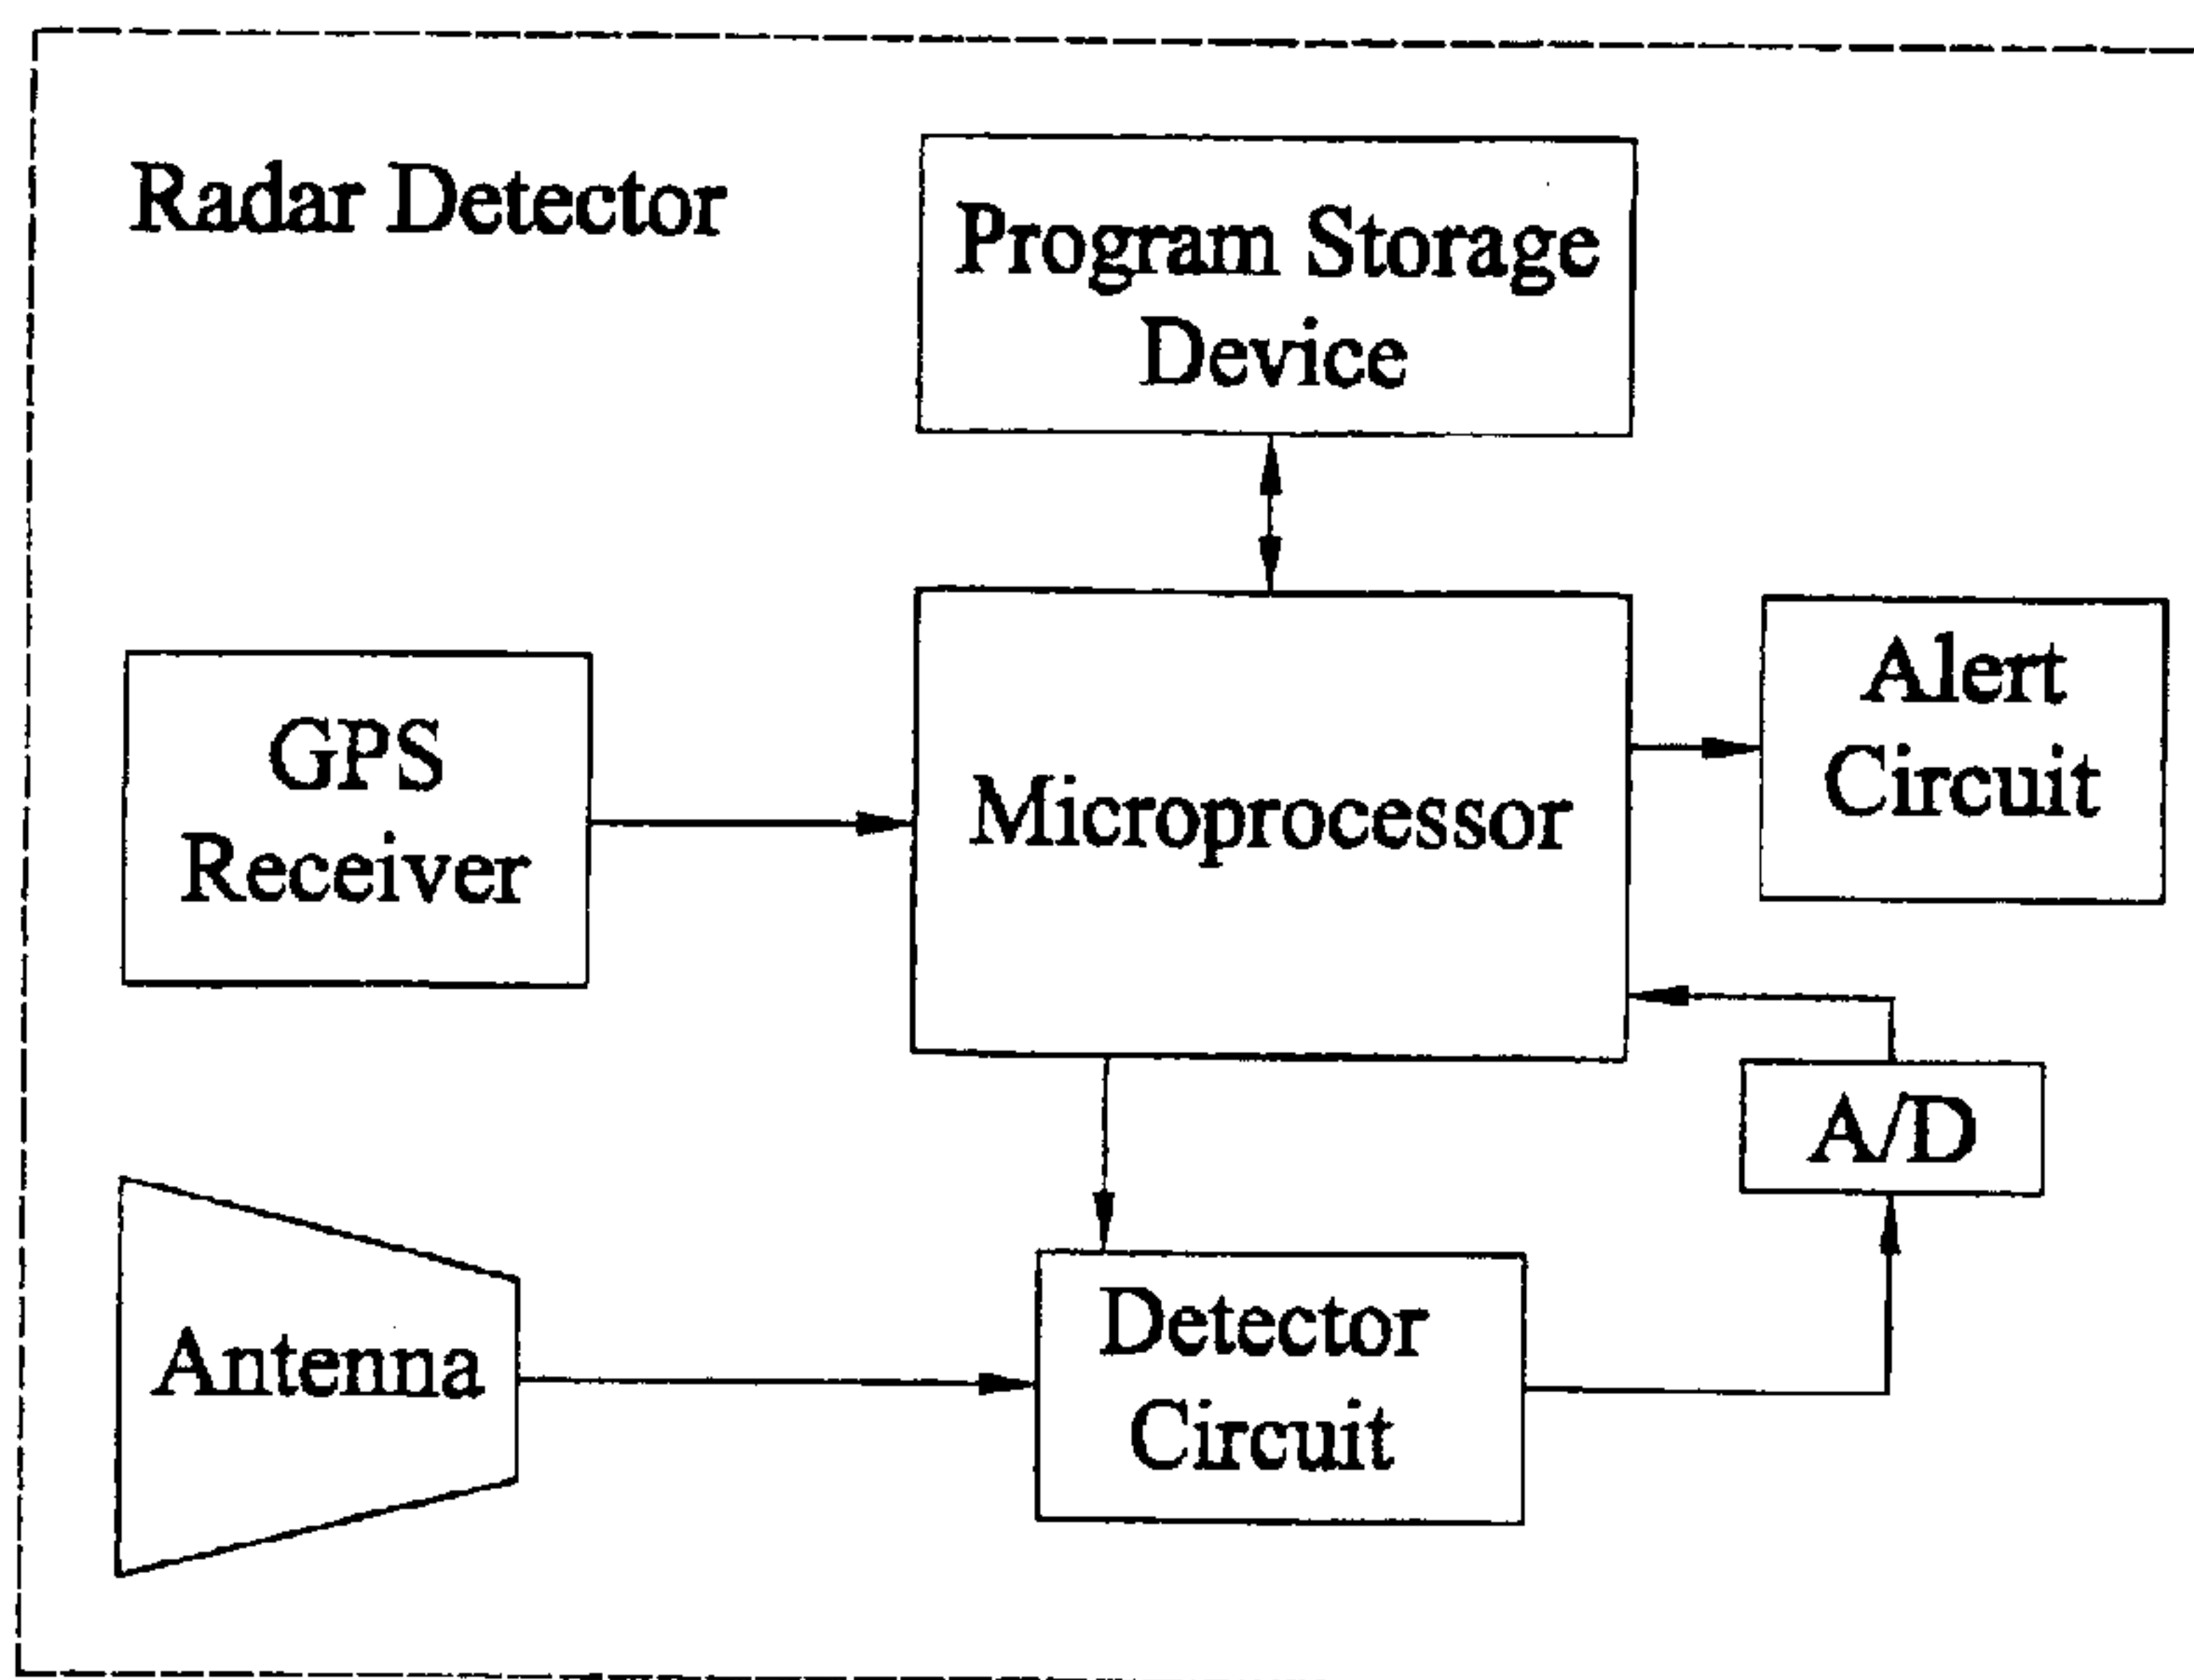 Radar Detector
Program Storage
Device
GPS
Receiver
Microprocessor
Alert
Circuit
A/D
Antenna
Detector
Circuit